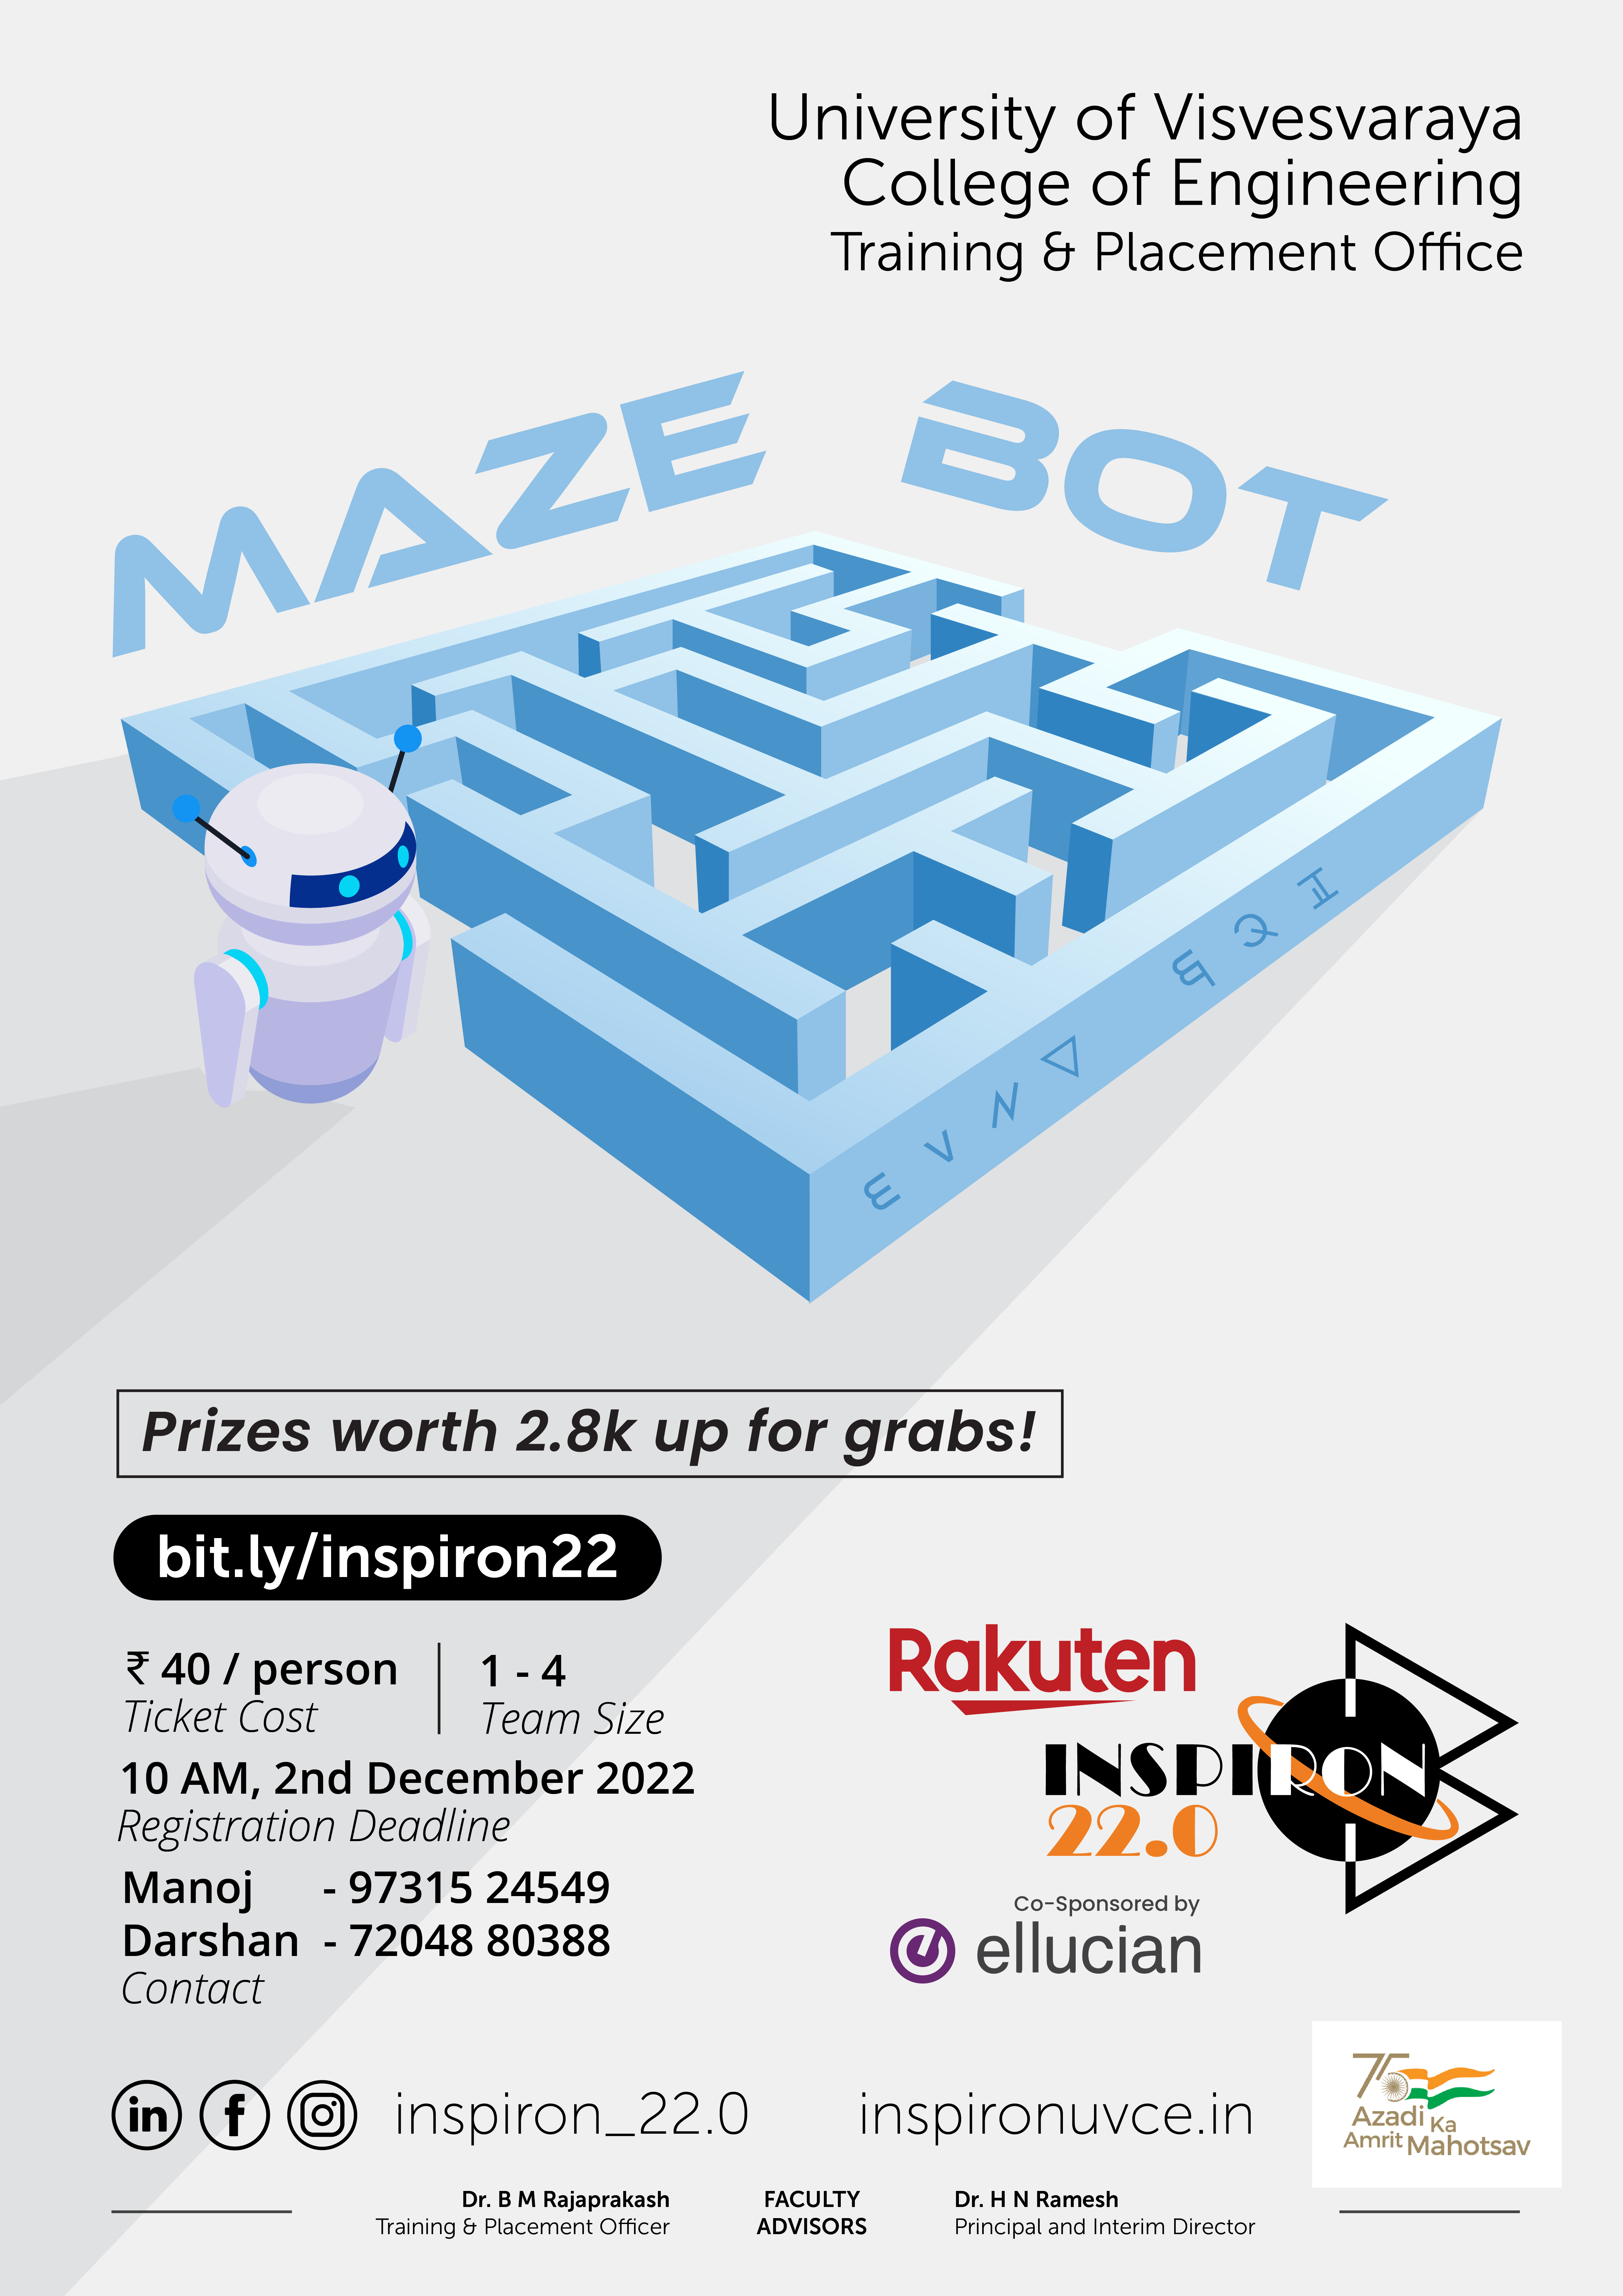 University of Visvesvaraya
College of Engineering
Training & Placement Office
MAZE BOT
Prizes worth 2.8k up for grabs!
bit.ly/inspiron22
₹ 40 / person
Ticket Cost
1 - 4
Team Size
10 AM, 2nd December 2022
Registration Deadline
Manoj - 97315 24549
Darshan - 72048 80388
Contact
Rakuten
INSPIRON
22.0
Co-Sponsored by
ellucian
inspiron_22.0
inspironuvce.in
75
Azadi Ka
Amrit Mahotsav
Dr. B M Rajaprakash
Training & Placement Officer
FACULTY
ADVISORS
Dr. H N Ramesh
Principal and Interim Director